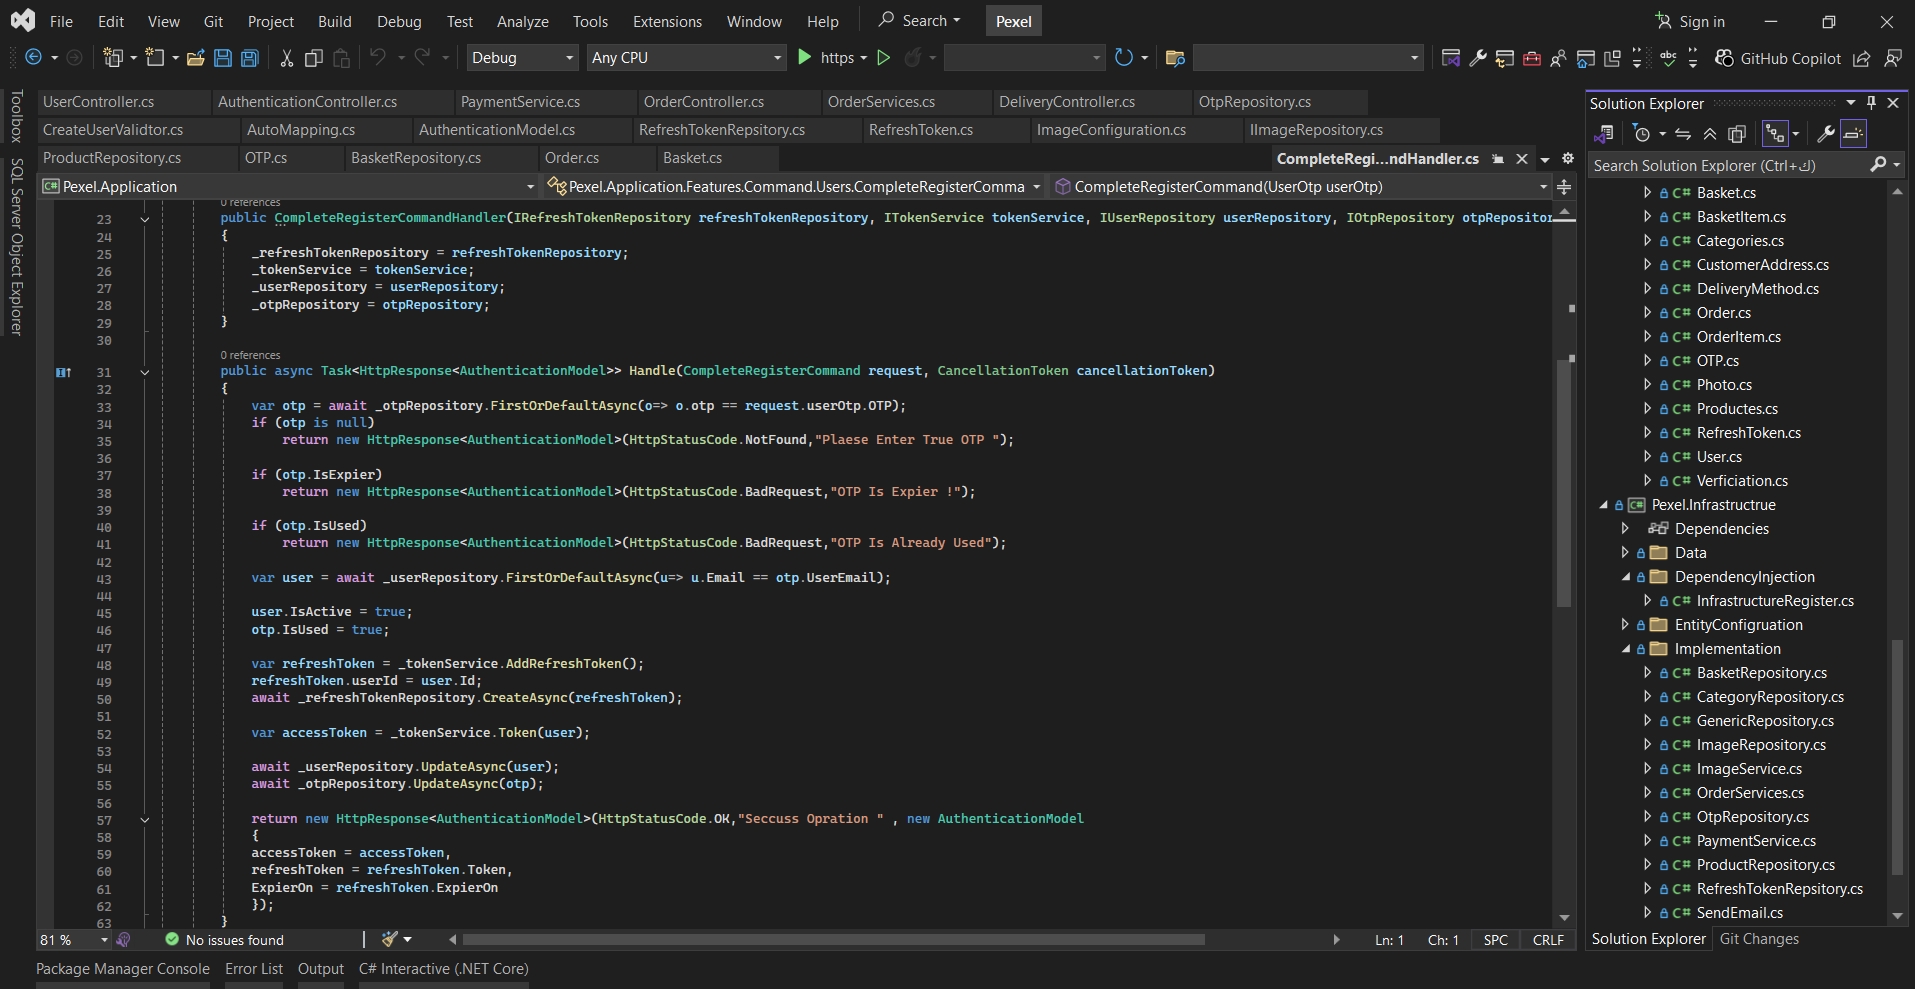 File Edit View Git Project Build Debug Test Analyze Tools Extensions Window Help Search Pexel Sign in
Debug Any CPU https GitHub Copilot
UserController.cs AuthenticationController.cs PaymentService.cs OrderController.cs OrderServices.cs DeliveryController.cs OtpRepository.cs
CreateUserValidtor.cs AutoMapping.cs AuthenticationModel.cs RefreshTokenRepsitory.cs RefreshToken.cs ImageConfiguration.cs IImageRepository.cs
ProductRepository.cs OTP.cs BasketRepository.cs Order.cs Basket.cs CompleteRegi...ndHandler.cs
Pexel.Application Pexel.Application.Features.Command.Users.CompleteRegisterComma CompleteRegisterCommand(UserOtp userOtp)
Toolbox
SQL Server Object Explorer
0 references
23 public CompleteRegisterCommandHandler(IRefreshTokenRepository refreshTokenRepository, ITokenService tokenService, IUserRepository userRepository, IOtpRepository otpRepositor
24 {
25 _refreshTokenRepository = refreshTokenRepository;
26 _tokenService = tokenService;
27 _userRepository = userRepository;
28 _otpRepository = otpRepository;
29 }
30
0 references
31 public async Task<HttpResponse<AuthenticationModel>> Handle(CompleteRegisterCommand request, CancellationToken cancellationToken)
32 {
33 var otp = await _otpRepository.FirstOrDefaultAsync(o=> o.otp == request.userOtp.OTP);
34 if (otp is null)
35 return new HttpResponse<AuthenticationModel>(HttpStatusCode.NotFound,"Plaese Enter True OTP ");
36
37 if (otp.IsExpier)
38 return new HttpResponse<AuthenticationModel>(HttpStatusCode.BadRequest,"OTP Is Expier !");
39
40 if (otp.IsUsed)
41 return new HttpResponse<AuthenticationModel>(HttpStatusCode.BadRequest,"OTP Is Already Used");
42
43 var user = await _userRepository.FirstOrDefaultAsync(u=> u.Email == otp.UserEmail);
44
45 user.IsActive = true;
46 otp.IsUsed = true;
47
48 var refreshToken = _tokenService.AddRefreshToken();
49 refreshToken.userId = user.Id;
50 await _refreshTokenRepository.CreateAsync(refreshToken);
51
52 var accessToken = _tokenService.Token(user);
53
54 await _userRepository.UpdateAsync(user);
55 await _otpRepository.UpdateAsync(otp);
56
57 return new HttpResponse<AuthenticationModel>(HttpStatusCode.OK,"Seccuss Opration " , new AuthenticationModel
58 {
59 accessToken = accessToken,
60 refreshToken = refreshToken.Token,
61 ExpierOn = refreshToken.ExpierOn
62 });
63 }
81 % No issues found Ln: 1 Ch: 1 SPC CRLF
Package Manager Console Error List Output C# Interactive (.NET Core)
Solution Explorer
Search Solution Explorer (Ctrl+ك)
C# Basket.cs
C# BasketItem.cs
C# Categories.cs
C# CustomerAddress.cs
C# DeliveryMethod.cs
C# Order.cs
C# OrderItem.cs
C# OTP.cs
C# Photo.cs
C# Productes.cs
C# RefreshToken.cs
C# User.cs
C# Verficiation.cs
C# Pexel.Infrastructrue
Dependencies
Data
DependencyInjection
C# InfrastructureRegister.cs
EntityConfigruation
Implementation
C# BasketRepository.cs
C# CategoryRepository.cs
C# GenericRepository.cs
C# ImageRepository.cs
C# ImageService.cs
C# OrderServices.cs
C# OtpRepository.cs
C# PaymentService.cs
C# ProductRepository.cs
C# RefreshTokenRepsitory.cs
C# SendEmail.cs
Solution Explorer Git Changes